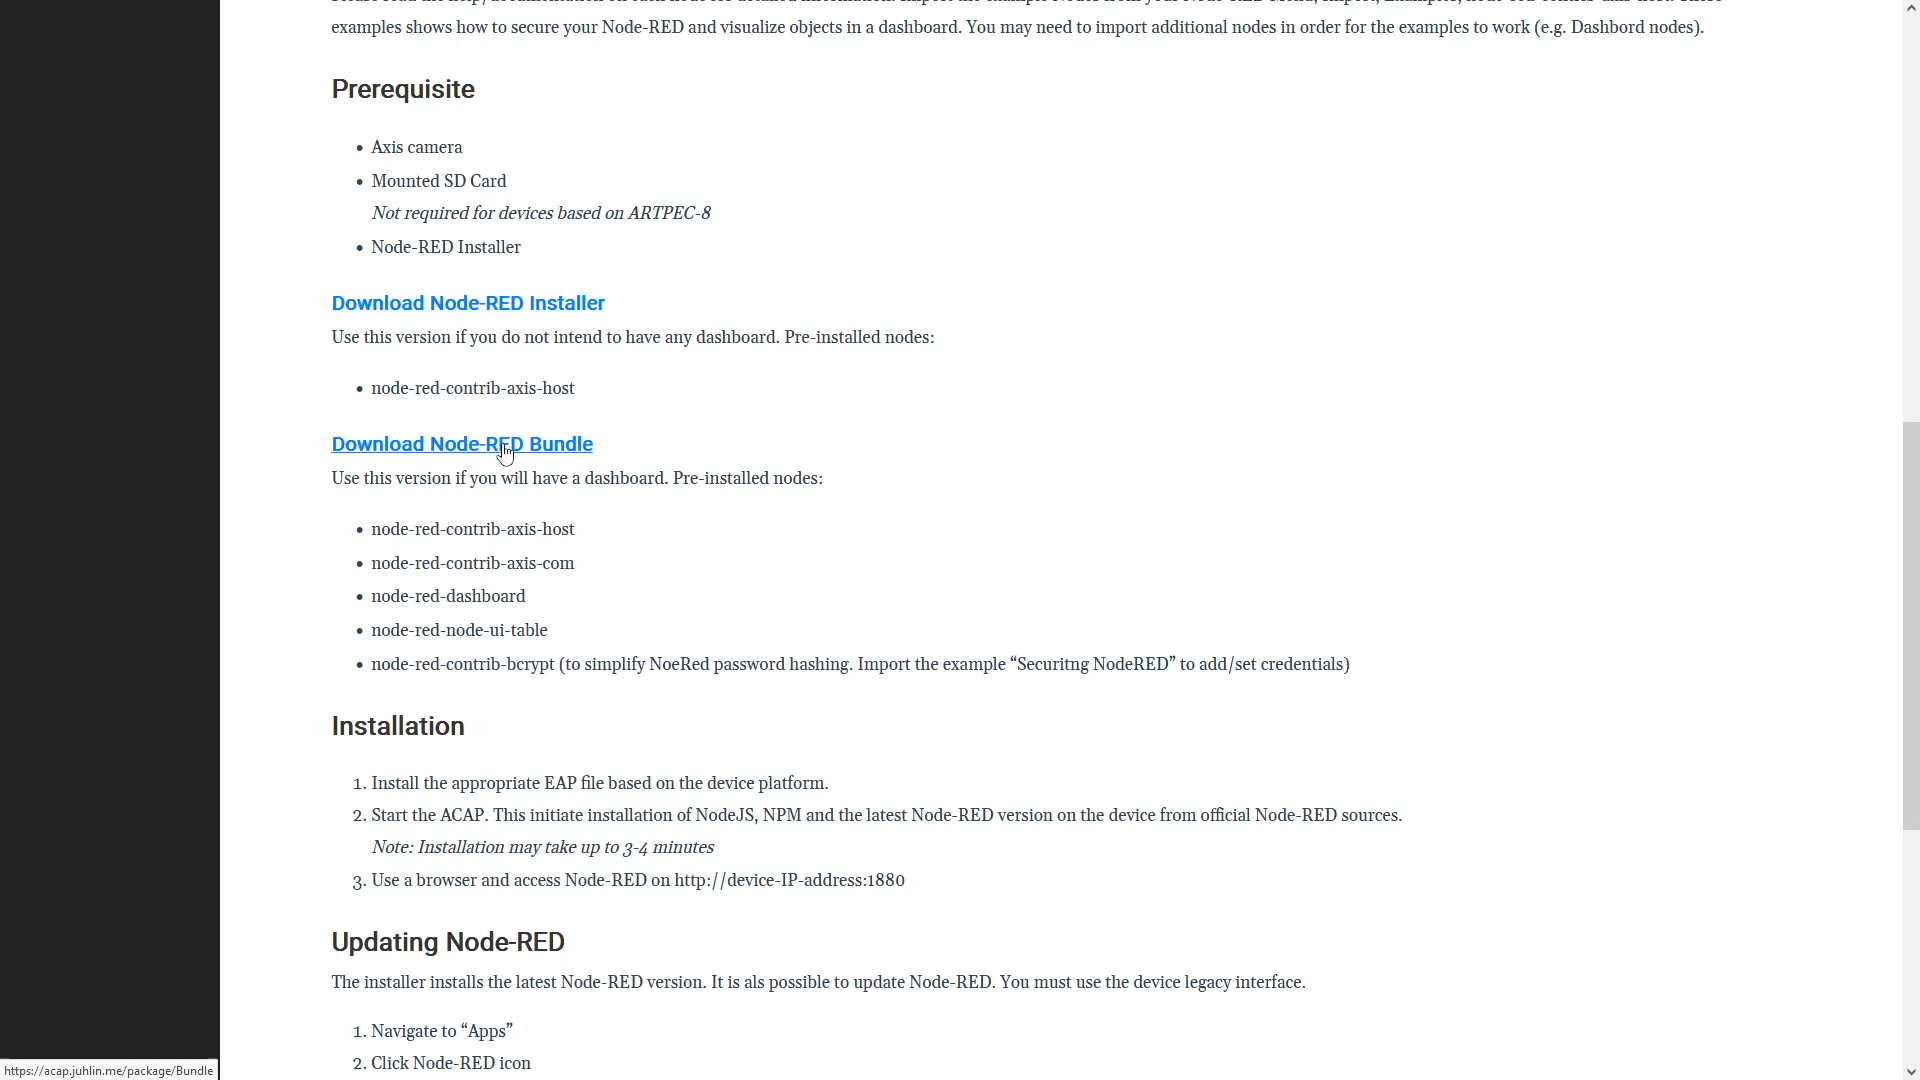 examples shows how to secure your Node-RED and visualize objects in a dashboard. You may need to import additional nodes in order for the examples to work (e.g. Dashbord nodes).
Prerequisite
• Axis camera
• Mounted SD Card
Not required for devices based on ARTPEC-8
• Node-RED Installer
Download Node-RED Installer
Use this version if you do not intend to have any dashboard. Pre-installed nodes:
• node-red-contrib-axis-host
Download Node-RED Bundle
Use this version if you will have a dashboard. Pre-installed nodes:
• node-red-contrib-axis-host
• node-red-contrib-axis-com
• node-red-dashboard
• node-red-node-ui-table
• node-red-contrib-bcrypt (to simplify NoeRed password hashing. Import the example “Securitng NodeRED” to add/set credentials)
Installation
1. Install the appropriate EAP file based on the device platform.
2. Start the ACAP. This initiate installation of NodeJS, NPM and the latest Node-RED version on the device from official Node-RED sources.
Note: Installation may take up to 3-4 minutes
3. Use a browser and access Node-RED on http://device-IP-address:1880
Updating Node-RED
The installer installs the latest Node-RED version. It is als possible to update Node-RED. You must use the device legacy interface.
1. Navigate to “Apps”
2. Click Node-RED icon
https://acap.juhlin.me/package/Bundle